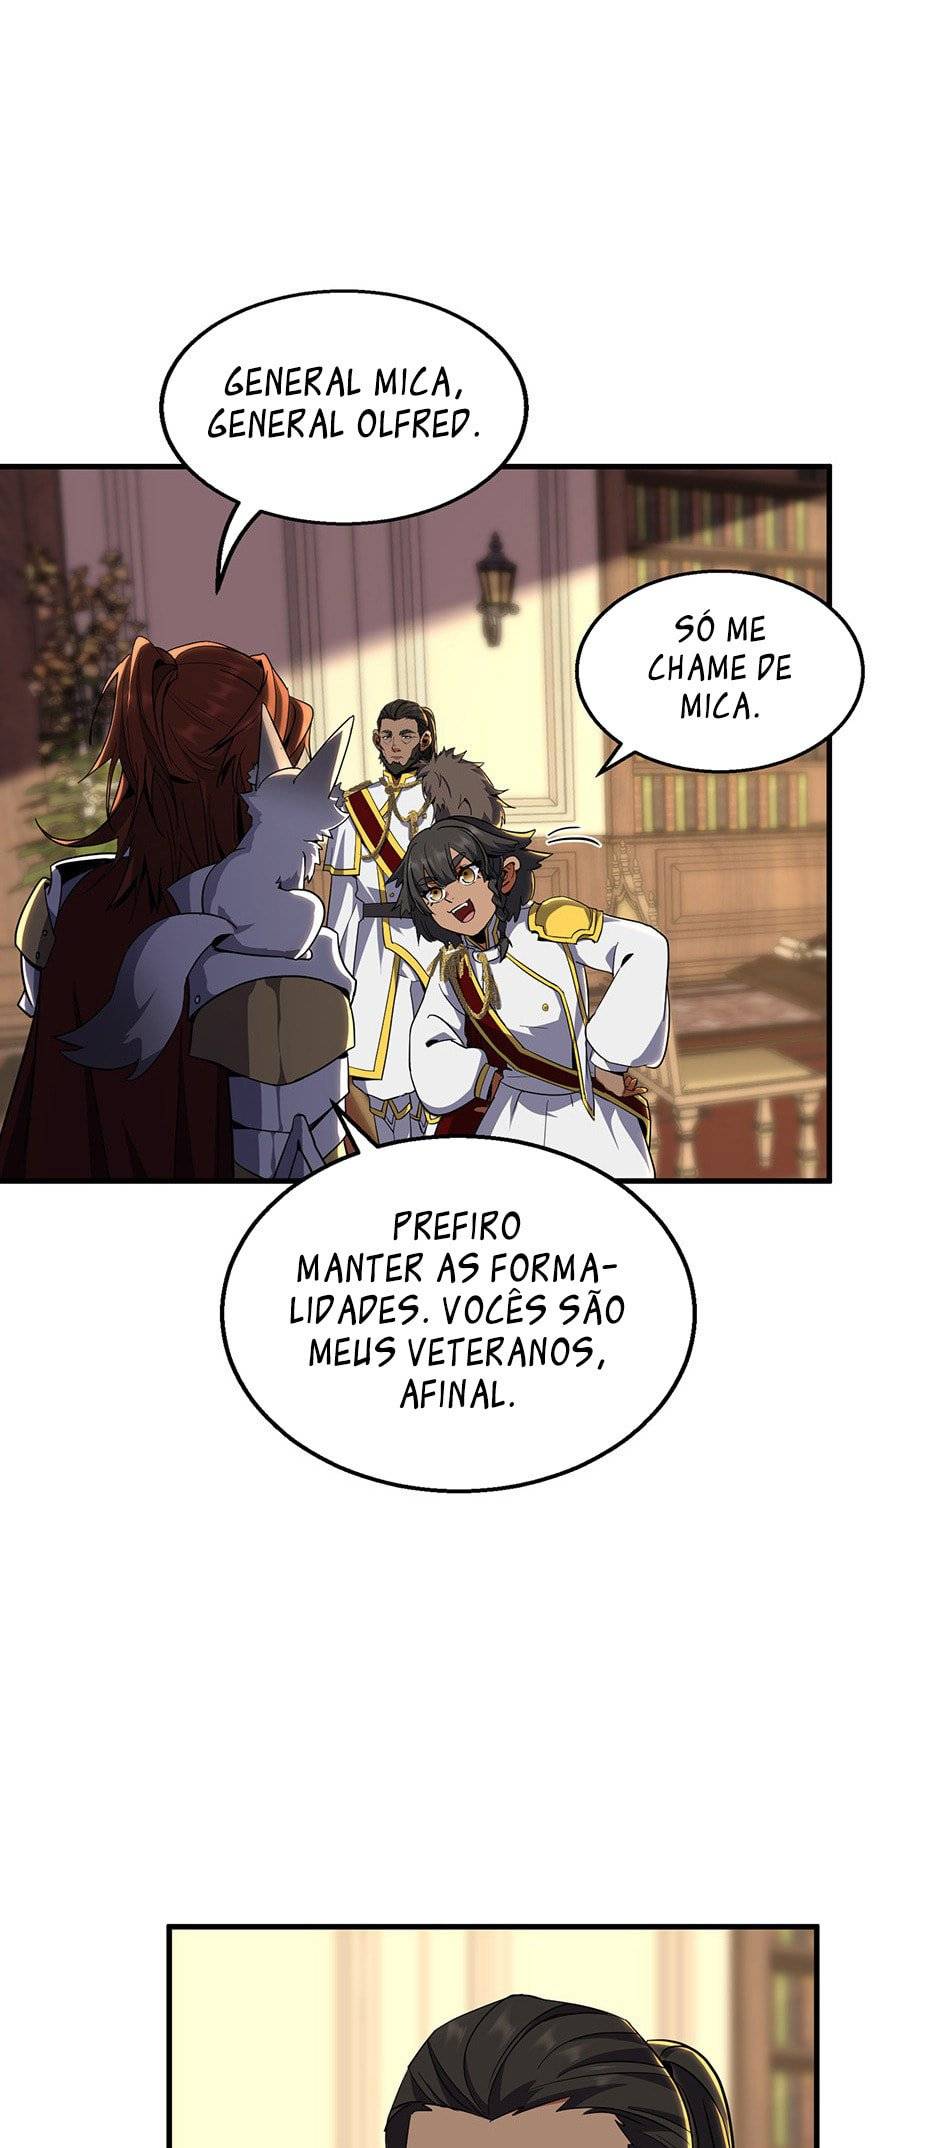 GENERAL MICA,
GENERAL OLFRED.
SÓ ME
CHAME DE
MICA.
PREFIRO
MANTER AS FORMA-
LIDADES. VOCÊS SÃO
MEUS VETERANOS,
AFINAL.